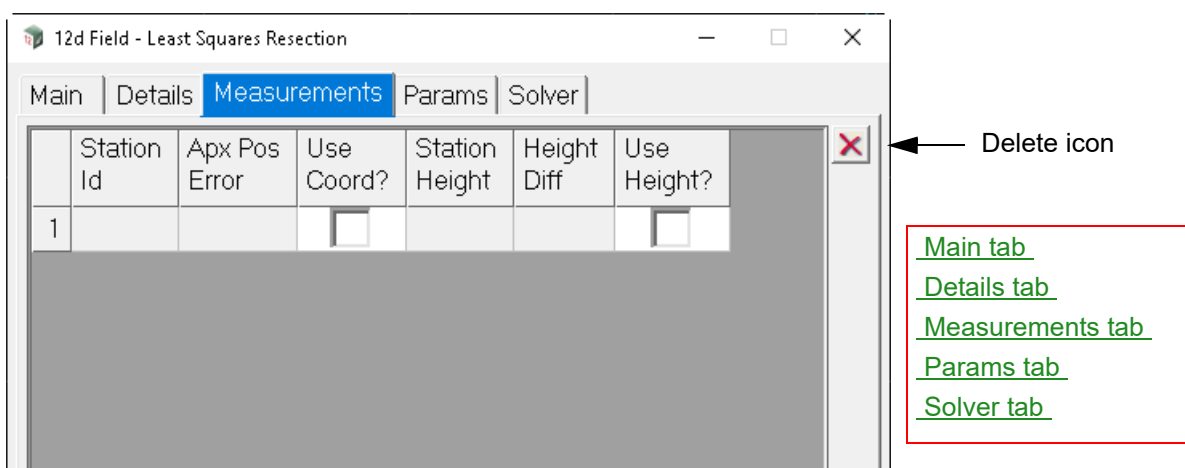 12d Field - Least Squares Resection
Main Details Measurements Params Solver
Station Id Apx Pos Error Use Coord? Station Height Height Diff Use Height?
1
Delete icon
Main tab
Details tab
Measurements tab
Params tab
Solver tab